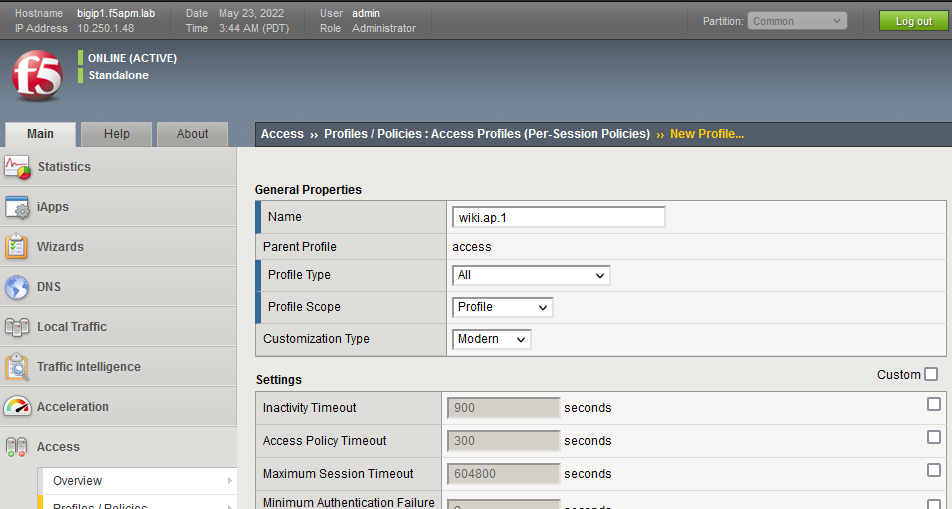 Hostname bigip1.f5apm.lab Date May 23, 2022 User admin
IP Address 10.250.1.48 Time 3:44 AM (PDT) Role Administrator
Partition: Common Log out
f5
ONLINE (ACTIVE)
Standalone
Main Help About
Access ›› Profiles / Policies : Access Profiles (Per-Session Policies) ›› New Profile...
Statistics
iApps
Wizards
DNS
Local Traffic
Traffic Intelligence
Acceleration
Access
Overview
Profiles / Policies
General Properties
Name wiki.ap.1
Parent Profile access
Profile Type All
Profile Scope Profile
Customization Type Modern
Settings Custom
Inactivity Timeout 900 seconds
Access Policy Timeout 300 seconds
Maximum Session Timeout 604800 seconds
Minimum Authentication Failure seconds